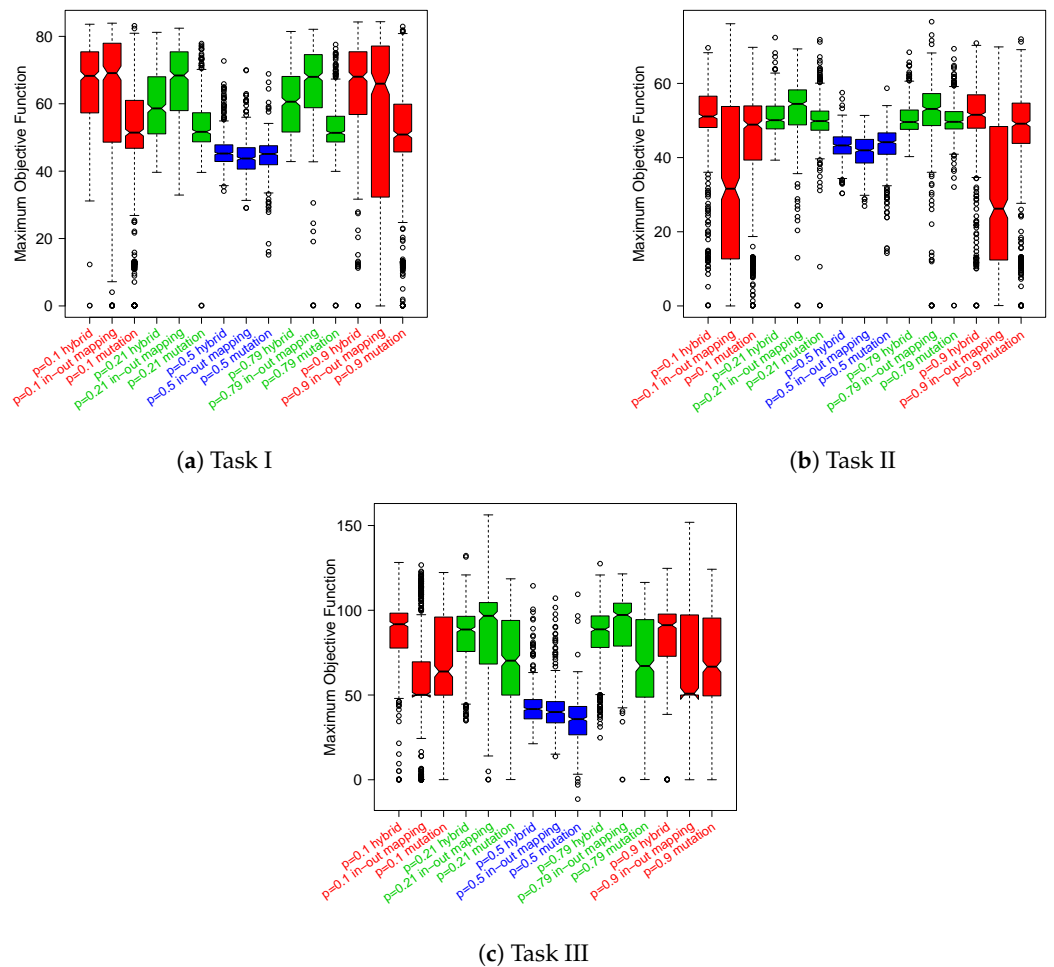 Maximum Objective Function
80
60
40
20
0
p=0.1 hybrid
p=0.1 in−out mapping
p=0.1 mutation
p=0.21 hybrid
p=0.21 in−out mapping
p=0.21 mutation
p=0.5 hybrid
p=0.5 in−out mapping
p=0.5 mutation
p=0.79 hybrid
p=0.79 in−out mapping
p=0.79 mutation
p=0.9 hybrid
p=0.9 in−out mapping
p=0.9 mutation
(a) Task I
Maximum Objective Function
60
40
20
0
p=0.1 hybrid
p=0.1 in−out mapping
p=0.1 mutation
p=0.21 hybrid
p=0.21 in−out mapping
p=0.21 mutation
p=0.5 hybrid
p=0.5 in−out mapping
p=0.5 mutation
p=0.79 hybrid
p=0.79 in−out mapping
p=0.79 mutation
p=0.9 hybrid
p=0.9 in−out mapping
p=0.9 mutation
(b) Task II
Maximum Objective Function
150
100
50
0
p=0.1 hybrid
p=0.1 in−out mapping
p=0.1 mutation
p=0.21 hybrid
p=0.21 in−out mapping
p=0.21 mutation
p=0.5 hybrid
p=0.5 in−out mapping
p=0.5 mutation
p=0.79 hybrid
p=0.79 in−out mapping
p=0.79 mutation
p=0.9 hybrid
p=0.9 in−out mapping
p=0.9 mutation
(c) Task III